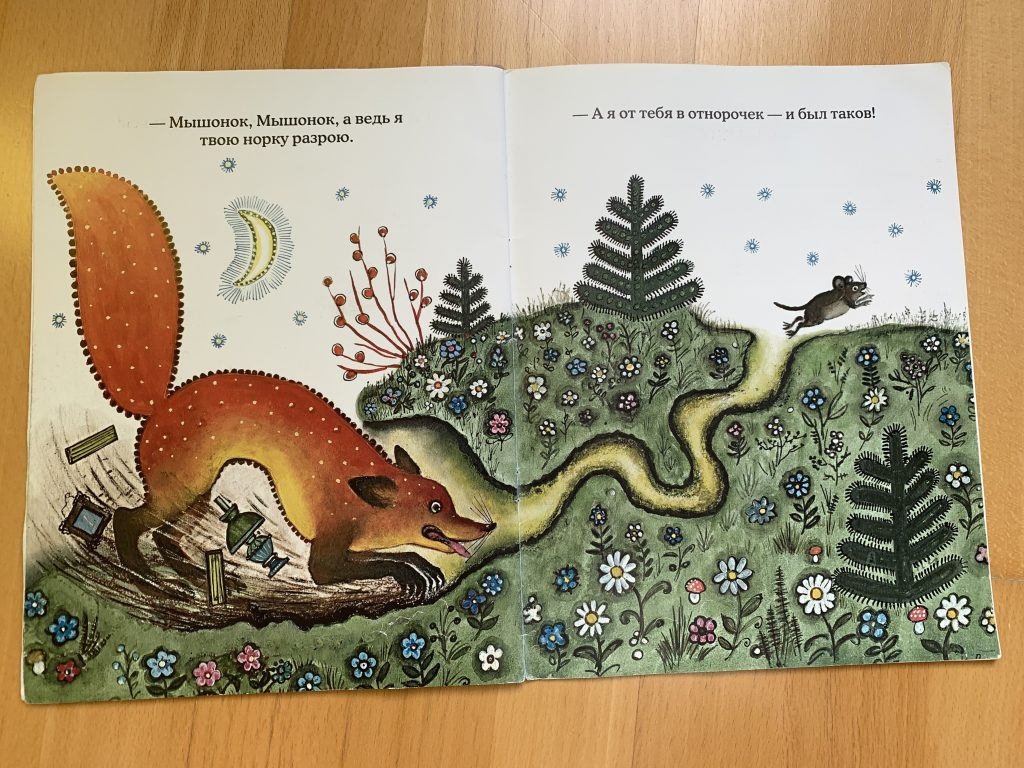 — Мышонок, Мышонок, а ведь я
твою норку разрою.
— А я от тебя в отнорочек — и был таков!